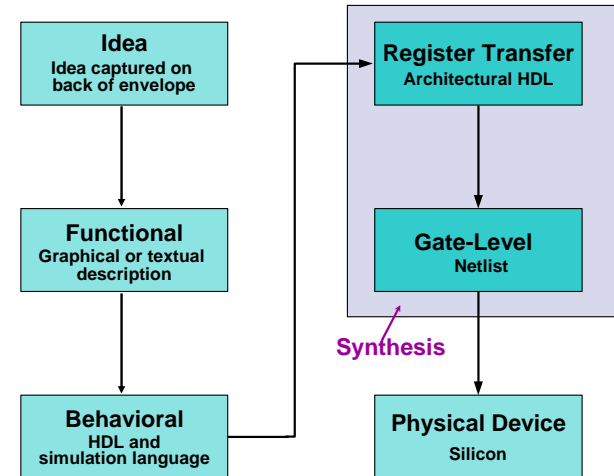 Idea
Idea captured on
back of envelope
Functional
Graphical or textual
description
Behavioral
HDL and
simulation language
Register Transfer
Architectural HDL
Gate-Level
Netlist
Synthesis
Physical Device
Silicon